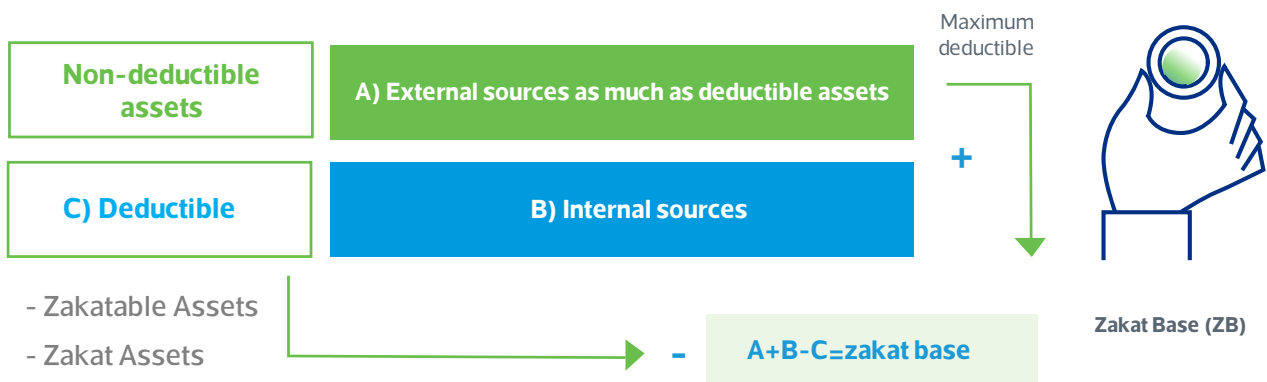 Maximum
deductible
Non-deductible
assets
A) External sources as much as deductible assets
+
C) Deductible
B) Internal sources
- Zakatable Assets
- Zakat Assets
-
A+B-C=zakat base
Zakat Base (ZB)